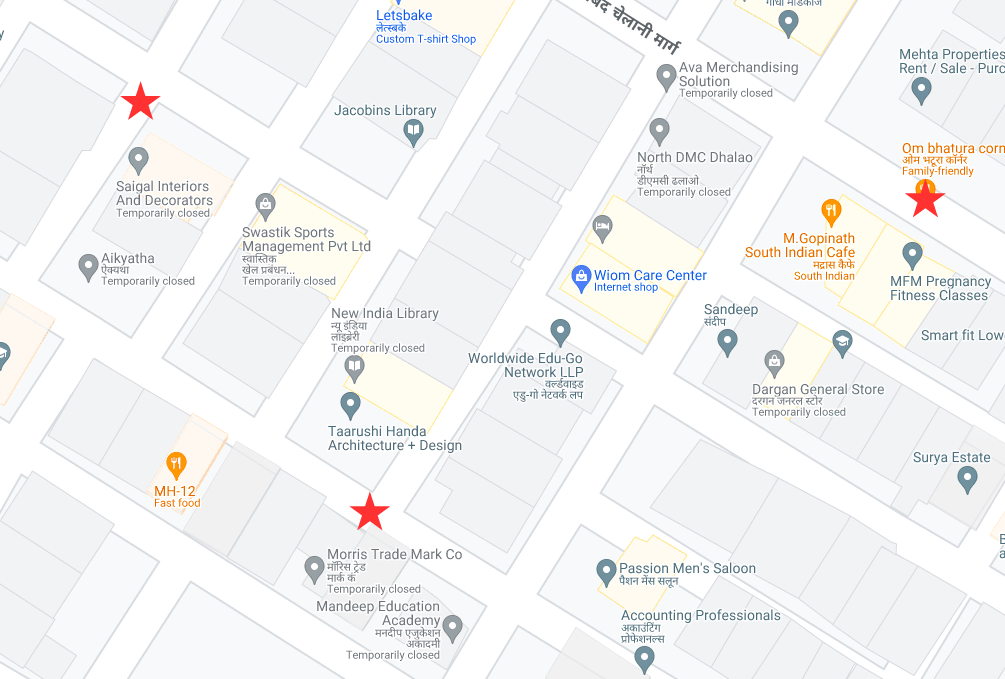 Letsbake
लेत्स्बके
Custom T-shirt Shop
चेलानी मार्ग
Mehta Properties
Rent / Sale - Purc
Ava Merchandising
Solution
Temporarily closed
Jacobins Library
North DMC Dhalao
नॉर्थ
डीएमसी ढलाओ
Temporarily closed
Om bhatura corn
ओम भटूरा कॉर्नर
Family-friendly
Saigal Interiors
And Decorators
Temporarily closed
Swastik Sports
Management Pvt Ltd
स्वास्तिक
खेल प्रबंधन...
Temporarily closed
M.Gopinath
South Indian Cafe
मद्रास कैफे
South Indian
Aikyatha
ऐक्यथा
Temporarily closed
Wiom Care Center
Internet shop
MFM Pregnancy
Fitness Classes
New India Library
न्यू इंडिया
लाइब्रेरी
Temporarily closed
Sandeep
संदीप
Smart fit Low
Worldwide Edu-Go
Network LLP
वर्ल्डवाइड
एडु-गो नेटवर्क लप
Dargan General Store
दरगन जनरल स्टोर
Temporarily closed
Taarushi Handa
Architecture + Design
Surya Estate
MH-12
Fast food
Morris Trade Mark Co
मॉरिस ट्रेड
मार्क कं
Temporarily closed
Passion Men's Saloon
पैशन मेंस सलून
Mandeep Education
Academy
मनदीप एजुकेशन
अकादमी
Temporarily closed
Accounting Professionals
अकाउंटिंग
प्रोफेशनल्स